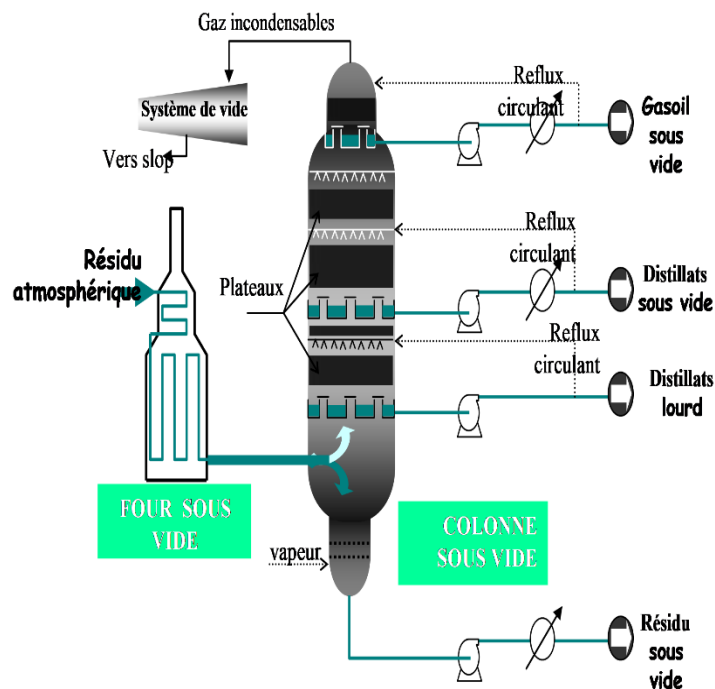 Gaz incondensables
Système de vide
Vers slop
Reflux
circulant
Gasoil
sous
vide
Résidu
atmosphérique
Plateaux
Reflux
circulant
Distillats
sous vide
Reflux
circulant
Distillats
lourd
FOUR SOUS
VIDE
COLONNE
SOUS VIDE
vapeur
Résidu
sous
vide